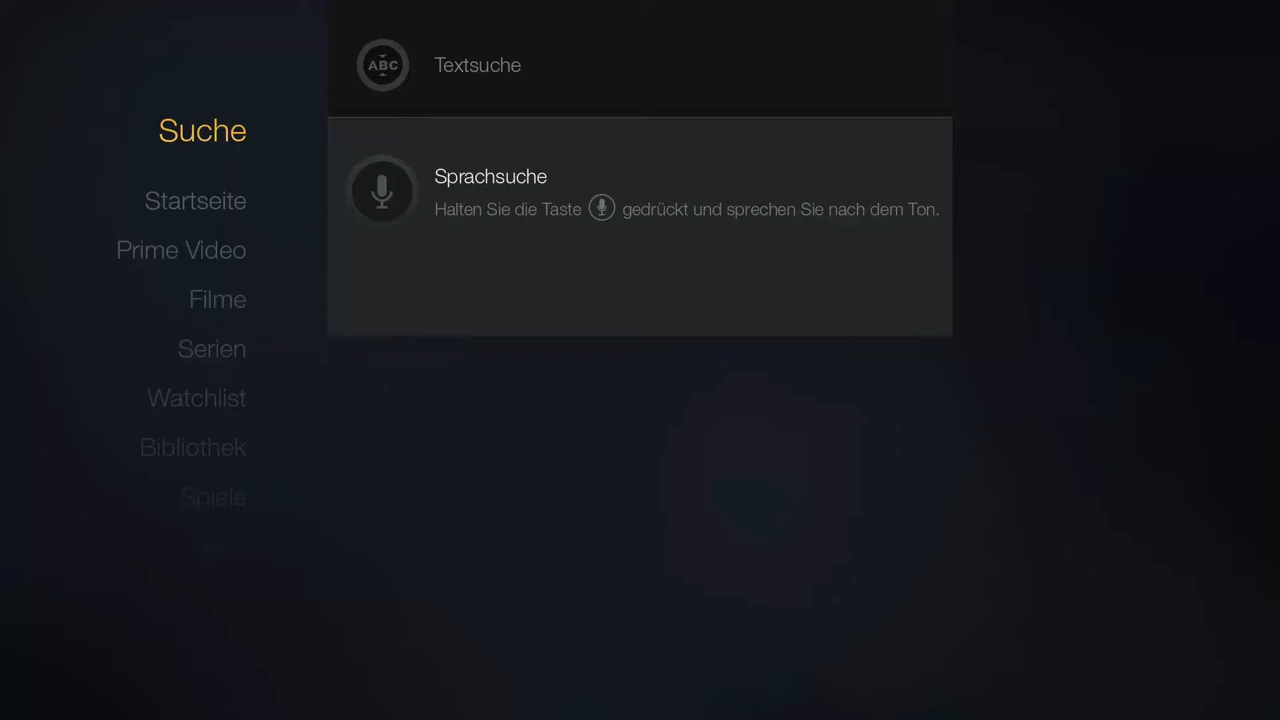 ABC
Textsuche
Suche
Sprachsuche
Halten Sie die Taste gedrückt und sprechen Sie nach dem Ton.
Startseite
Prime Video
Filme
Serien
Watchlist
Bibliothek
Spiele